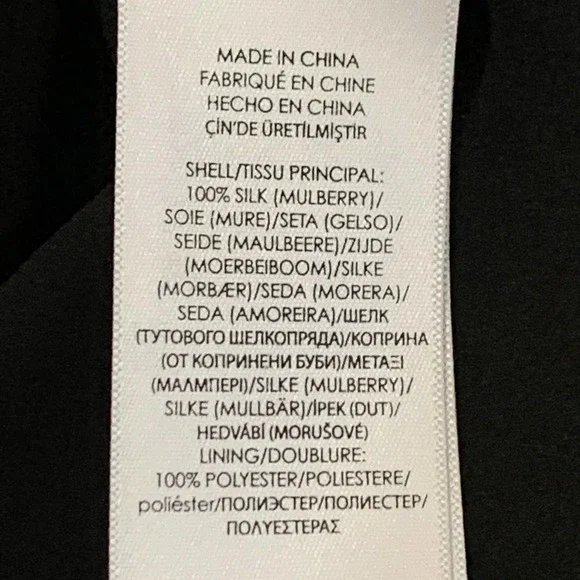 MADE IN CHINA
FABRIQUÉ EN CHINE
HECHO EN CHINA
ÇİN'DE ÜRETİLMİŞTİR
SHELL/TISSU PRINCIPAL:
100% SILK (MULBERRY)/
SOIE (MURE)/SETA (GELSO)/
SEIDE (MAULBEERE)/ZIJDE
(MOERBEIBOOM)/SILKE
(MORBÆR)/SEDA (MORERA)/
SEDA (AMOREIRA)/ШЕЛК
(ТУТОВОГО ШЕЛКОПРЯДА)/КОПРИНА
(ОТ КОПРИНЕНИ БУБИ)/ΜΕΤΑΞΙ
(ΜΑΛΜΠΕΡΙ)/SILKE (MULBERRY)/
SILKE (MULLBÄR)/İPEK (DUT)/
HEDVÁBÍ (MORUŠOVÉ)
LINING/DOUBLURE:
100% POLYESTER/POLIESTERE/
poliéster/ПОЛИЭСТЕР/ПОЛИЕСТЕР/
ΠΟΛΥΕΣΤΕΡΑΣ